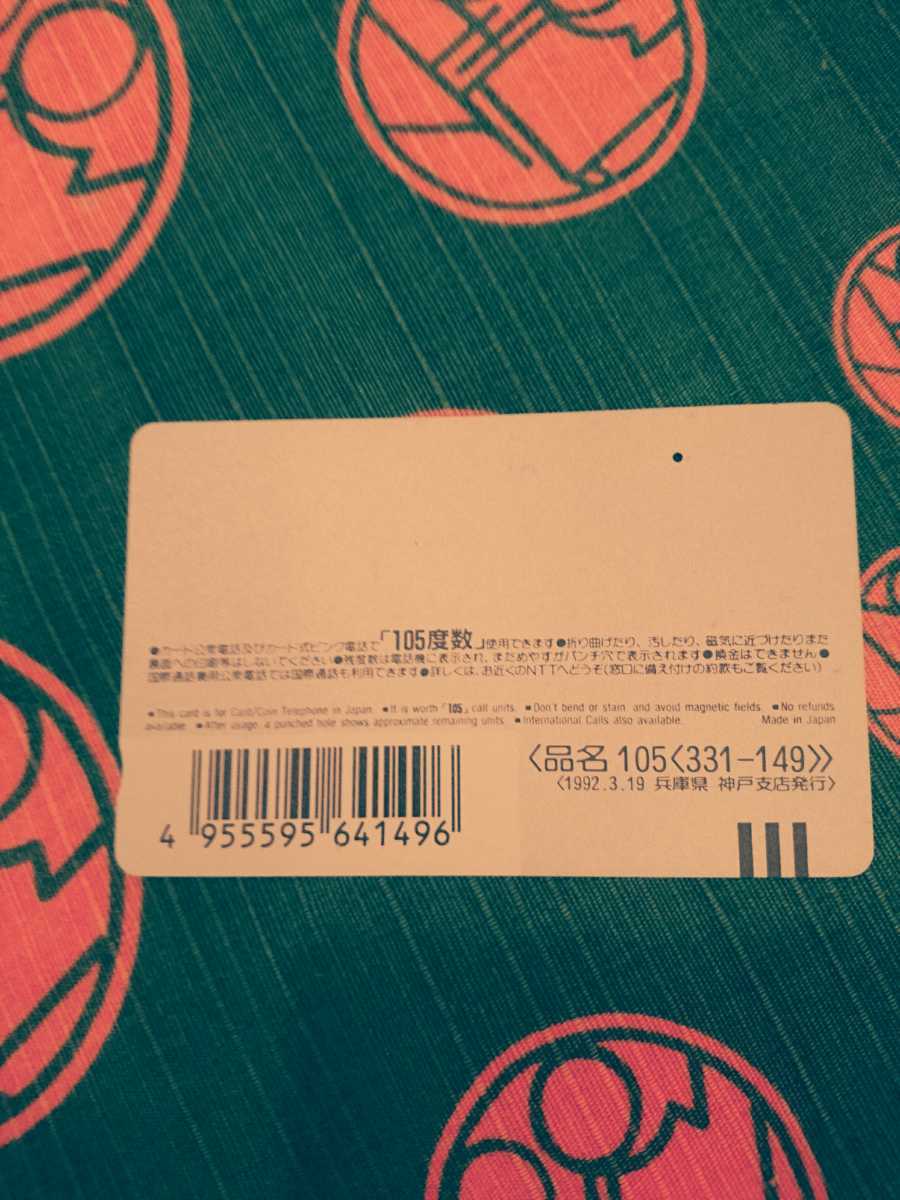 ●カード公衆電話及びカード式ピンク電話で「105度数」使用できます●折り曲げたり、汚したり、磁気に近づけたりまた
裏面への印刷等はしないでください●残度数は電話機に表示され、まためやすがパンチ穴で表示されます●換金はできません●
国際通話兼用公衆電話では国際通話も利用できます●詳しくは、お近くのNTTへどうぞ(窓口に備え付けの約款もご覧ください)
■This card is for Card/Coin Telephone in Japan. ■It is worth「105」call units. ■Don't bend or stain, and avoid magnetic fields. ■No refunds
available. ■After usage, a punched hole shows approximate remaining units. ■International Calls also available. Made in Japan
〈品名 105〈331-149〉〉
〈1992.3.19 兵庫県 神戸支店発行〉
4 955595 641496